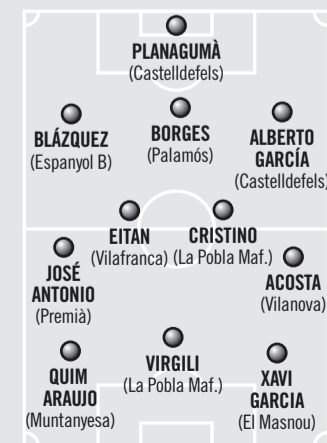 PLANAGUMÀ
(Castelldefels)
BLÁZQUEZ
(Espanyol B)
BORGES
(Palamós)
ALBERTO
GARCÍA
(Castelldefels)
EITAN
(Vilafranca)
CRISTINO
(La Pobla Maf.)
JOSÉ
ANTONIO
(Premià)
ACOSTA
(Vilanova)
QUIM
ARAUJO
(Muntanyesa)
VIRGILI
(La Pobla Maf.)
XAVI
GARCIA
(El Masnou)